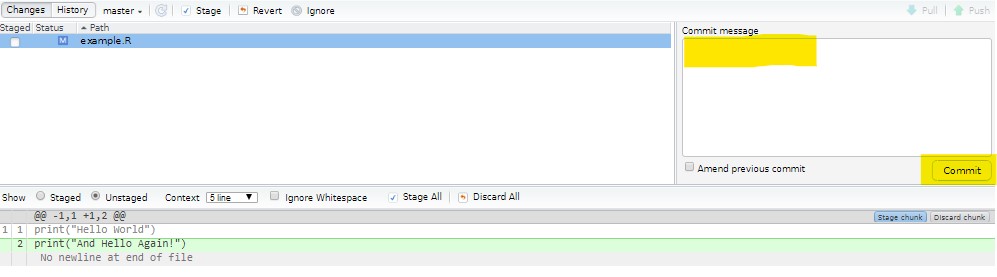 Changes History master Stage Revert Ignore Pull Push
Staged Status Path
M example.R
Commit message
Amend previous commit
Commit
Show Staged Unstaged Context 5 line Ignore Whitespace Stage All Discard All
@@ -1,1 +1,2 @@ Stage chunk Discard chunk
1 1 print("Hello World")
2 print("And Hello Again!")
No newline at end of file